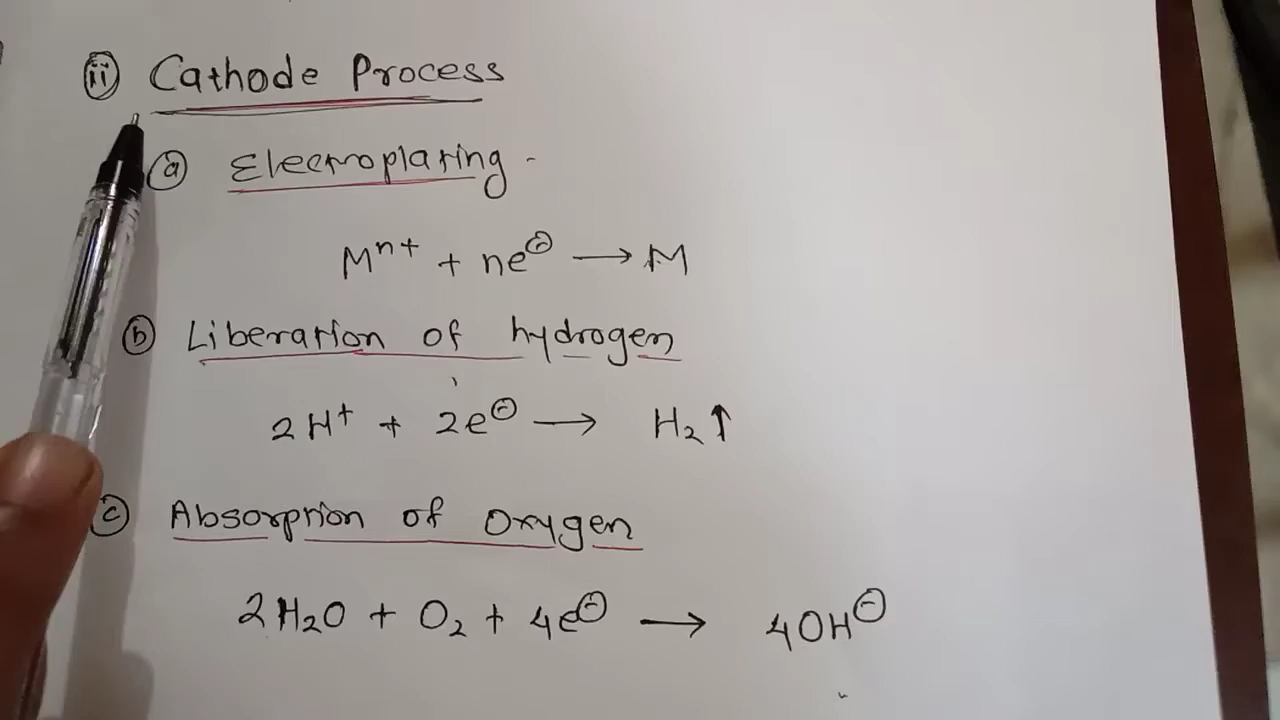 ii Cathode Process
a Electroplating -
Mⁿ⁺ + ne⊖ → M
b Liberation of hydrogen
2H⁺ + 2e⊖ → H₂↑
c Absorption of Oxygen
2H₂O + O₂ + 4e⊖ → 4OH⊖